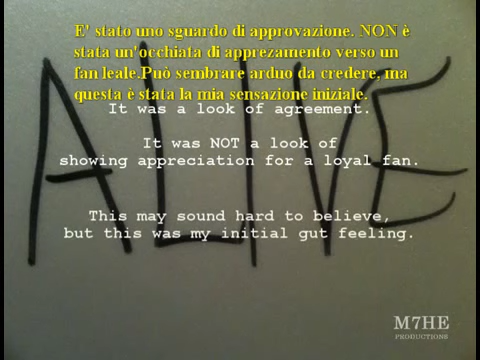 E' stato uno sguardo di approvazione. NON è
stata un'occhiata di apprezamento verso un
fan leale.Può sembrare arduo da credere, ma
questa è stata la mia sensazione iniziale.
It was a look of agreement.
It was NOT a look of
showing appreciation for a loyal fan.
This may sound hard to believe,
but this was my initial gut feeling.
ALIVE
M7HE
PRODUCTIONS